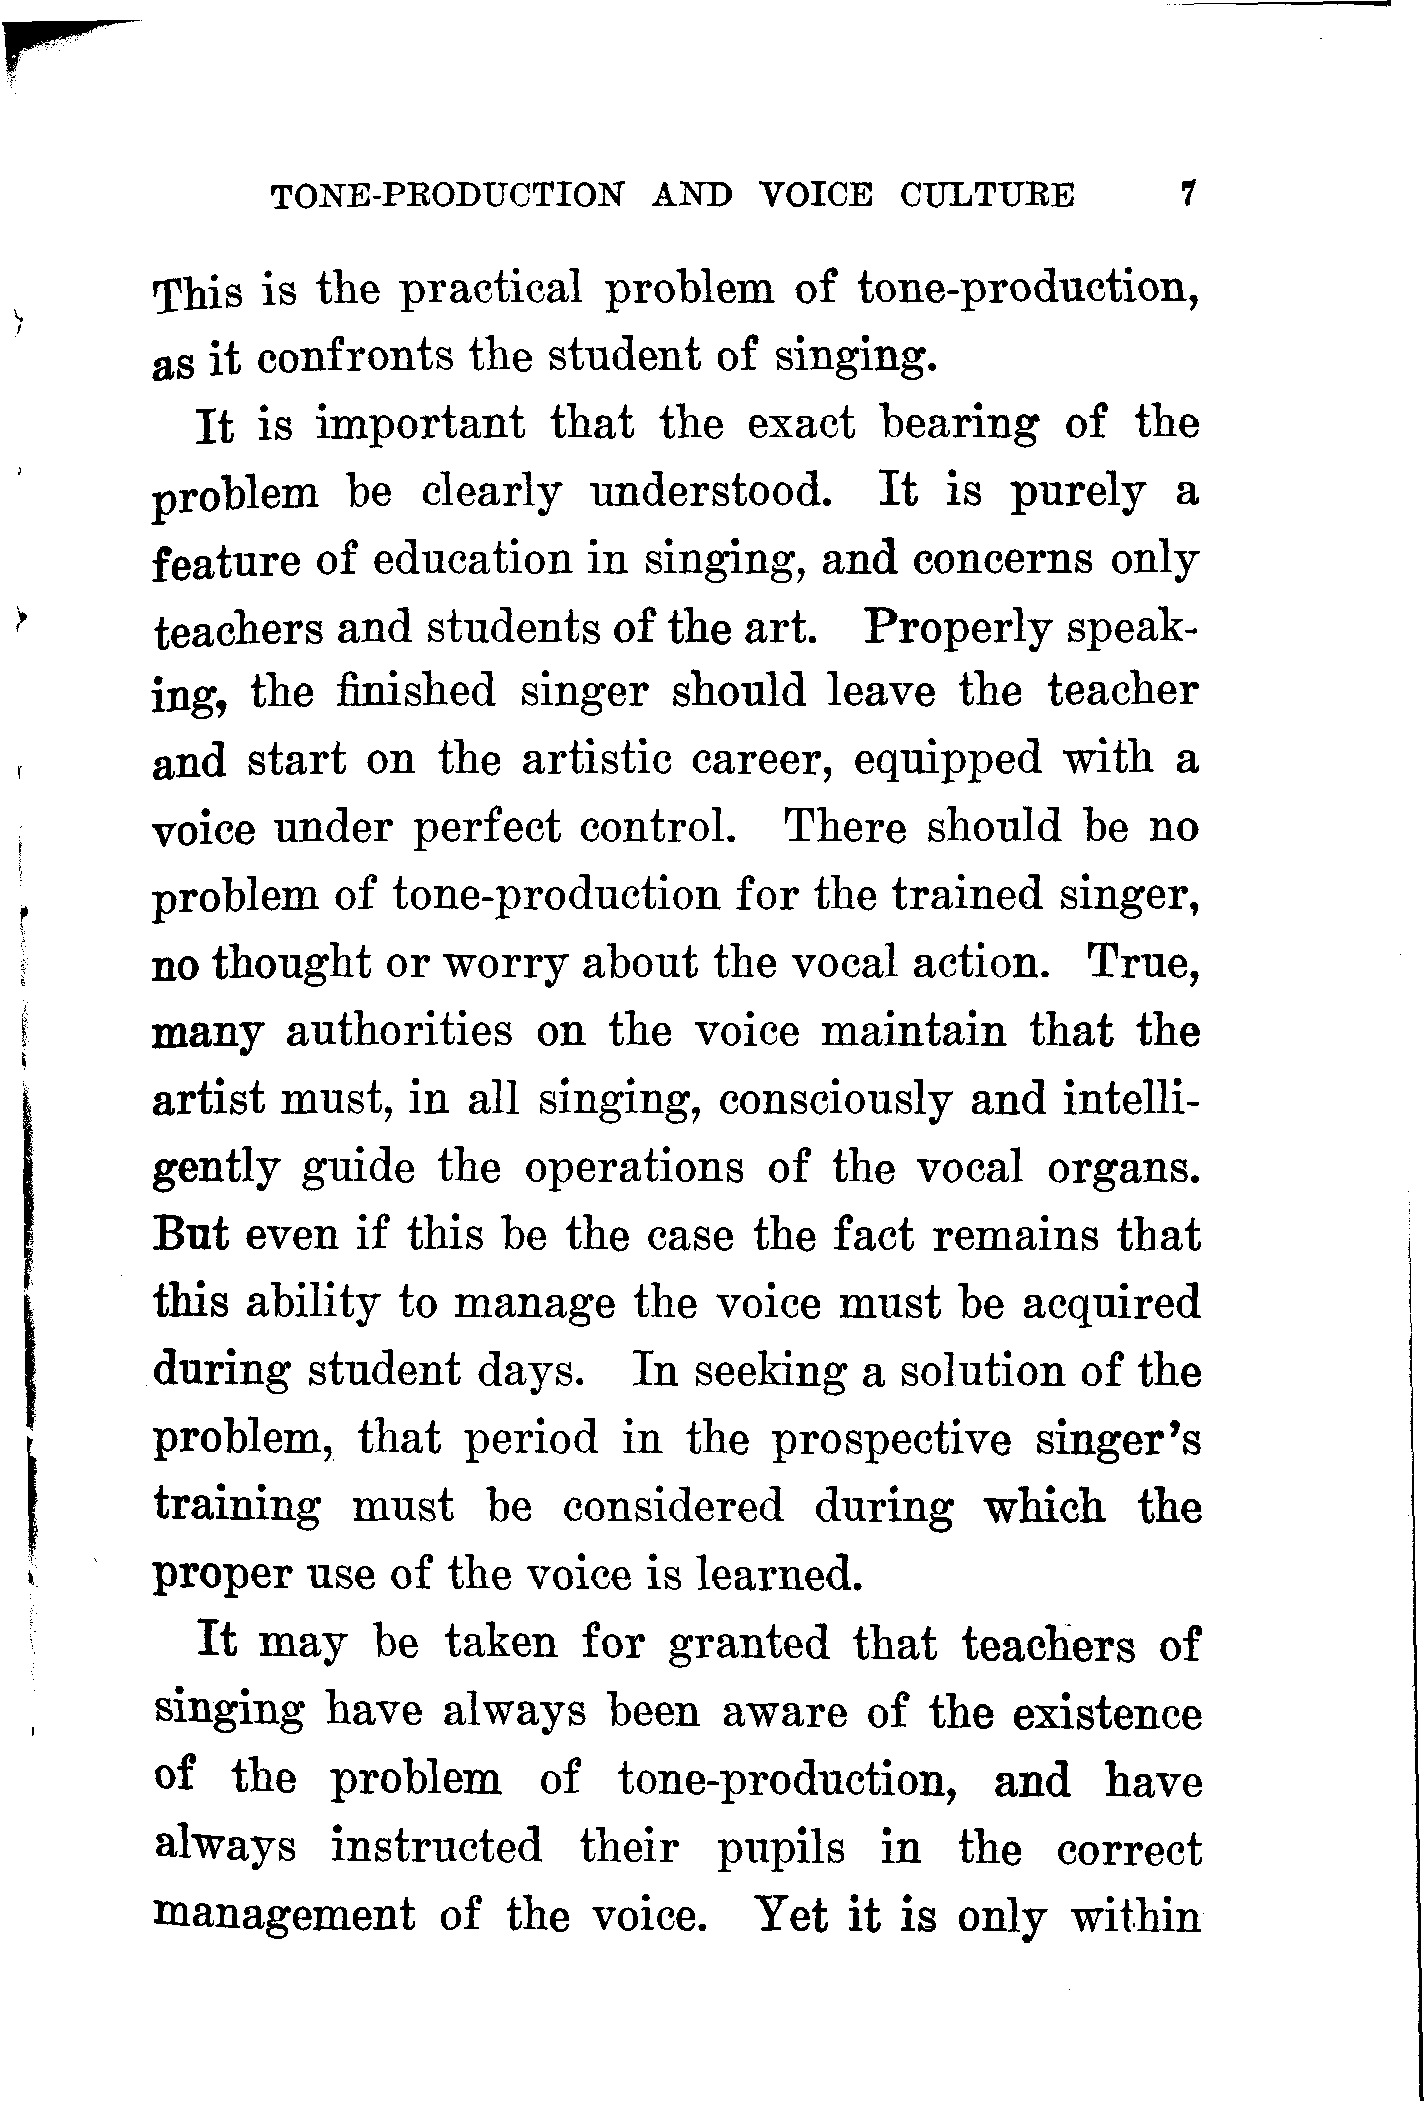 TONE-PRODUCTION AND VOICE CULTURE 7
This is the practical problem of tone-production,
as it confronts the student of singing.
It is important that the exact bearing of the
problem be clearly understood. It is purely a
feature of education in singing, and concerns only
teachers and students of the art. Properly speak-
ing, the finished singer should leave the teacher
and start on the artistic career, equipped with a
voice under perfect control. There should be no
problem of tone-production for the trained singer,
no thought or worry about the vocal action. True,
many authorities on the voice maintain that the
artist must, in all singing, consciously and intelli-
gently guide the operations of the vocal organs.
But even if this be the case the fact remains that
this ability to manage the voice must be acquired
during student days. In seeking a solution of the
problem, that period in the prospective singer's
training must be considered during which the
proper use of the voice is learned.
It may be taken for granted that teachers of
singing have always been aware of the existence
of the problem of tone-production, and have
always instructed their pupils in the correct
management of the voice. Yet it is only within